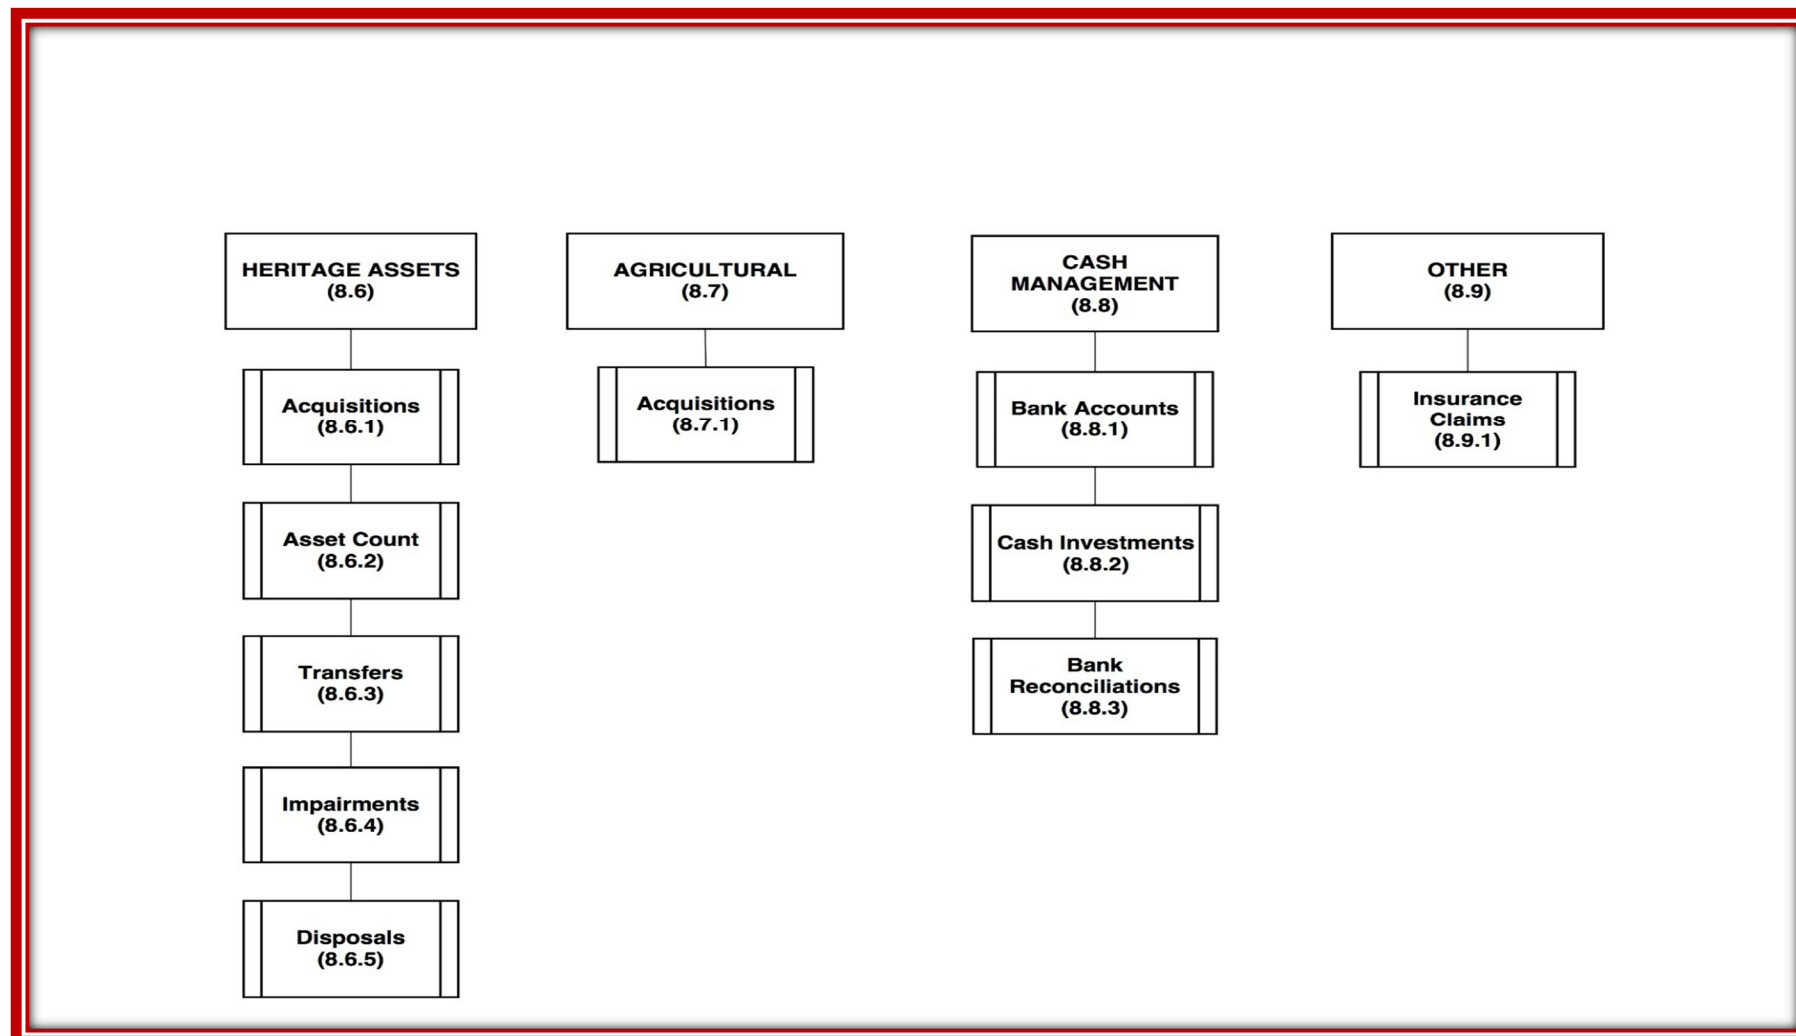 HERITAGE ASSETS
(8.6)
Acquisitions
(8.6.1)
Asset Count
(8.6.2)
Transfers
(8.6.3)
Impairments
(8.6.4)
Disposals
(8.6.5)
AGRICULTURAL
(8.7)
Acquisitions
(8.7.1)
CASH
MANAGEMENT
(8.8)
Bank Accounts
(8.8.1)
Cash Investments
(8.8.2)
Bank
Reconciliations
(8.8.3)
OTHER
(8.9)
Insurance
Claims
(8.9.1)